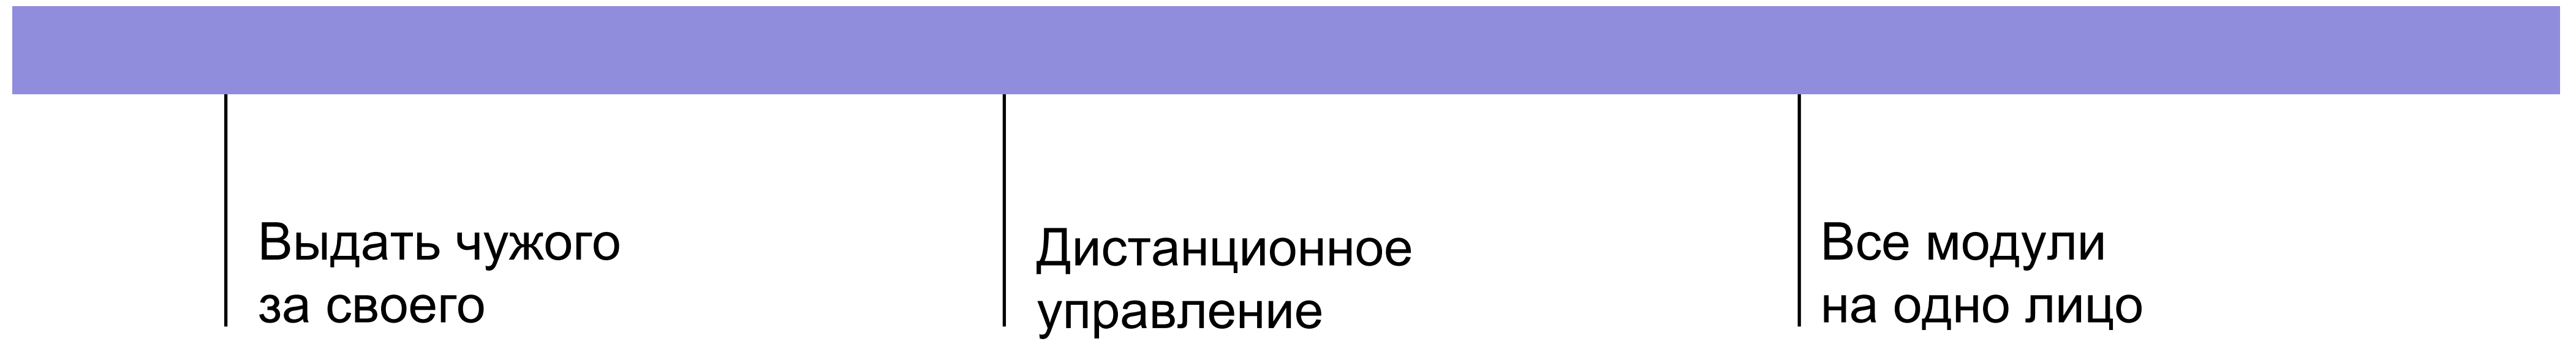 Выдать чужого
за своего
Дистанционное
управление
Все модули
на одно лицо